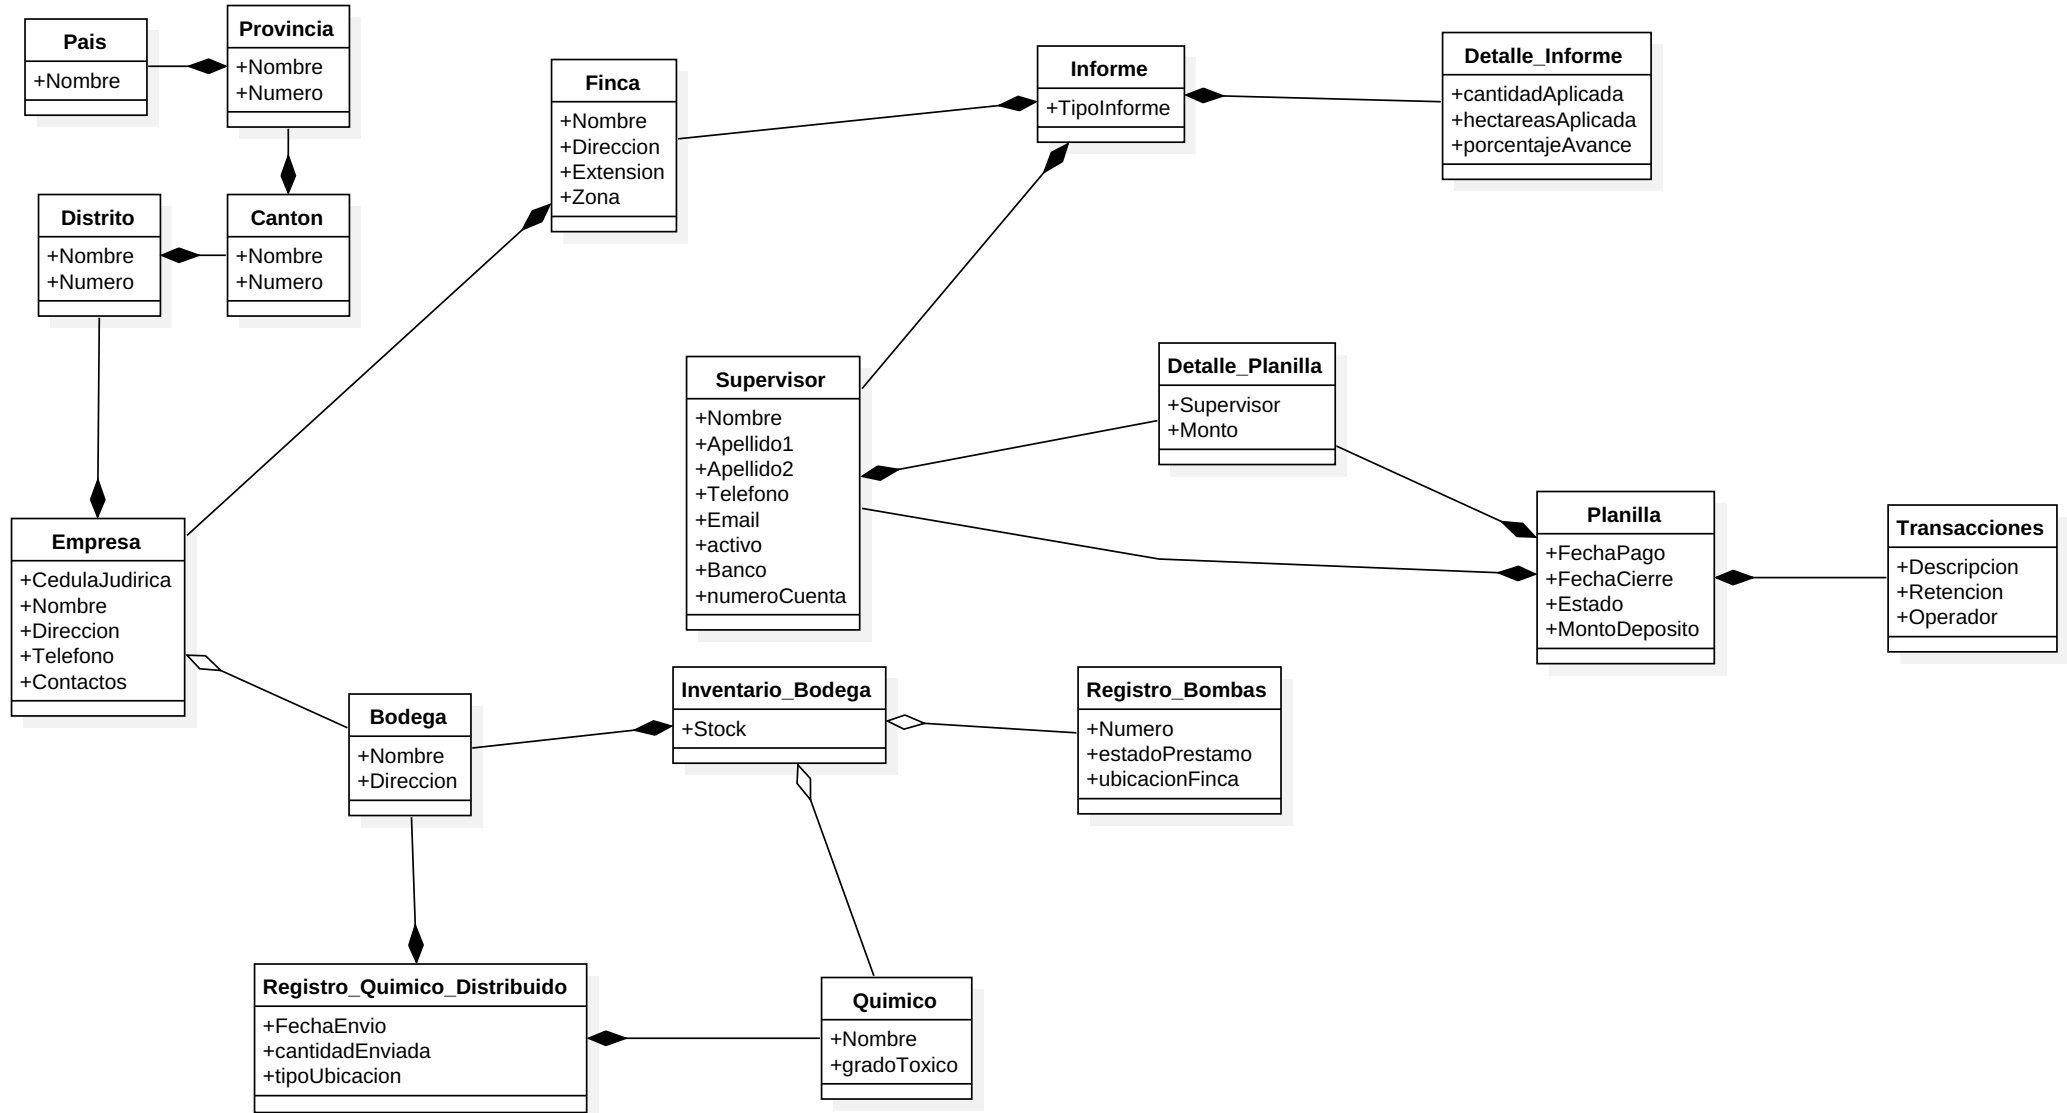 Pais
+Nombre
Provincia
+Nombre
+Numero
Finca
+Nombre
+Direccion
+Extension
+Zona
Informe
+TipoInforme
Detalle_Informe
+cantidadAplicada
+hectareasAplicada
+porcentajeAvance
Distrito
+Nombre
+Numero
Canton
+Nombre
+Numero
Supervisor
+Nombre
+Apellido1
+Apellido2
+Telefono
+Email
+activo
+Banco
+numeroCuenta
Detalle_Planilla
+Supervisor
+Monto
Planilla
+FechaPago
+FechaCierre
+Estado
+MontoDeposito
Transacciones
+Descripcion
+Retencion
+Operador
Empresa
+CedulaJudirica
+Nombre
+Direccion
+Telefono
+Contactos
Bodega
+Nombre
+Direccion
Inventario_Bodega
+Stock
Registro_Bombas
+Numero
+estadoPrestamo
+ubicacionFinca
Registro_Quimico_Distribuido
+FechaEnvio
+cantidadEnviada
+tipoUbicacion
Quimico
+Nombre
+gradoToxico